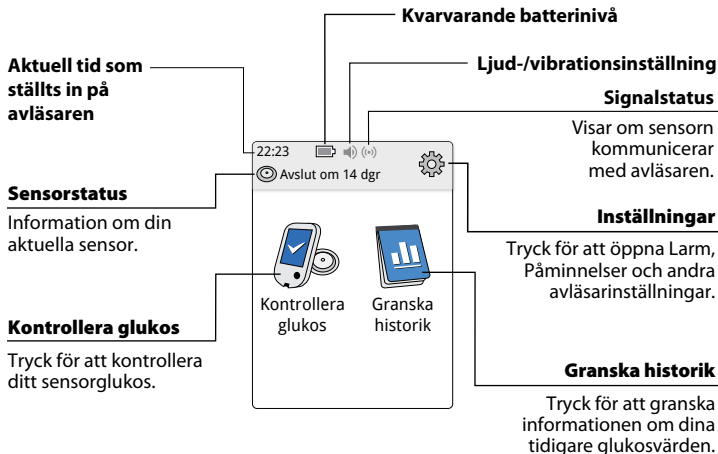 Kvarvarande batterinivå
Aktuell tid som
ställts in på
avläsaren
Ljud-/vibrationsinställning
Signalstatus
Visar om sensorn
kommunicerar
med avläsaren.
22:23
Avslut om 14 dgr
Sensorstatus
Information om din
aktuella sensor.
Inställningar
Tryck för att öppna Larm,
Påminnelser och andra
avläsarinställningar.
Kontrollera
glukos
Granska
historik
Kontrollera glukos
Tryck för att kontrollera
ditt sensorglukos.
Granska historik
Tryck för att granska
informationen om dina
tidigare glukosvärden.